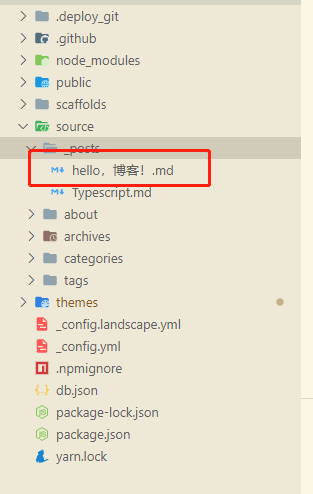 .deploy_git
.github
node_modules
public
scaffolds
source
_posts
hello，博客！.md
Typescript.md
about
archives
categories
tags
themes
_config.landscape.yml
_config.yml
.npmignore
db.json
package-lock.json
package.json
yarn.lock